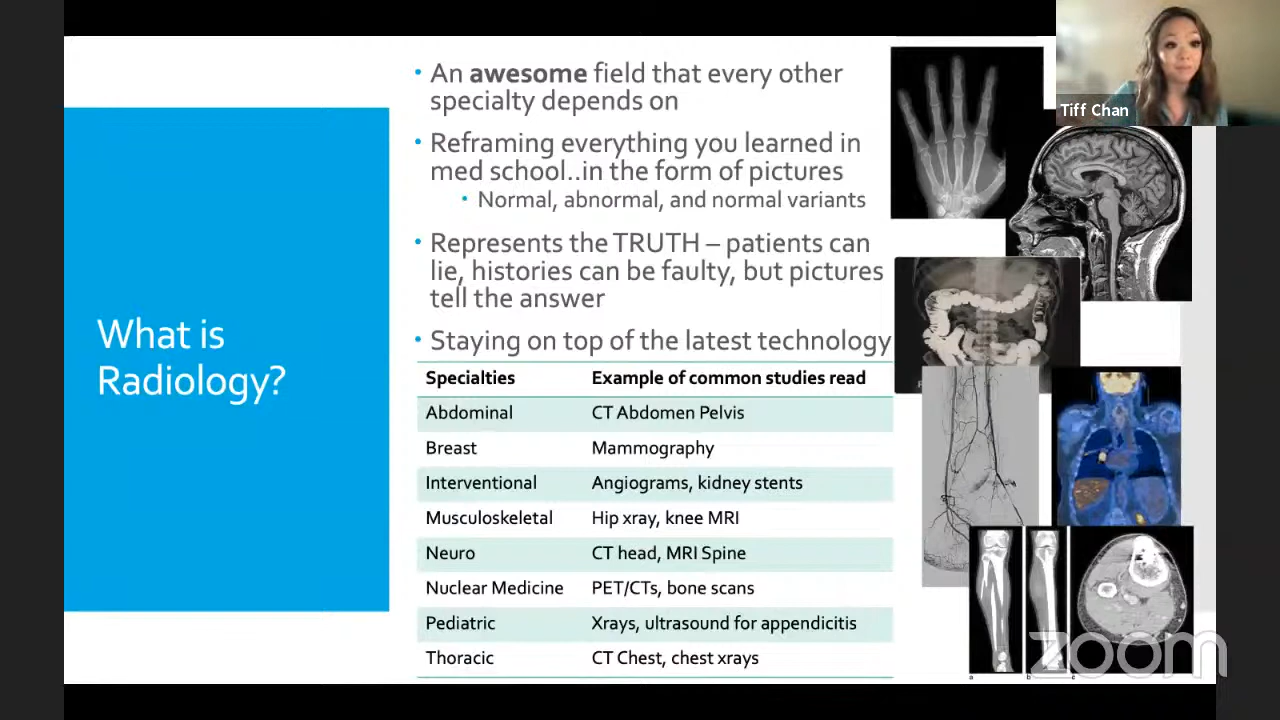 What is
Radiology?
• An awesome field that every other
specialty depends on
• Reframing everything you learned in
med school..in the form of pictures
• Normal, abnormal, and normal variants
• Represents the TRUTH – patients can
lie, histories can be faulty, but pictures
tell the answer
• Staying on top of the latest technology
Specialties Example of common studies read
Abdominal CT Abdomen Pelvis
Breast Mammography
Interventional Angiograms, kidney stents
Musculoskeletal Hip xray, knee MRI
Neuro CT head, MRI Spine
Nuclear Medicine PET/CTs, bone scans
Pediatric Xrays, ultrasound for appendicitis
Thoracic CT Chest, chest xrays
Tiff Chan
a b c
zoom